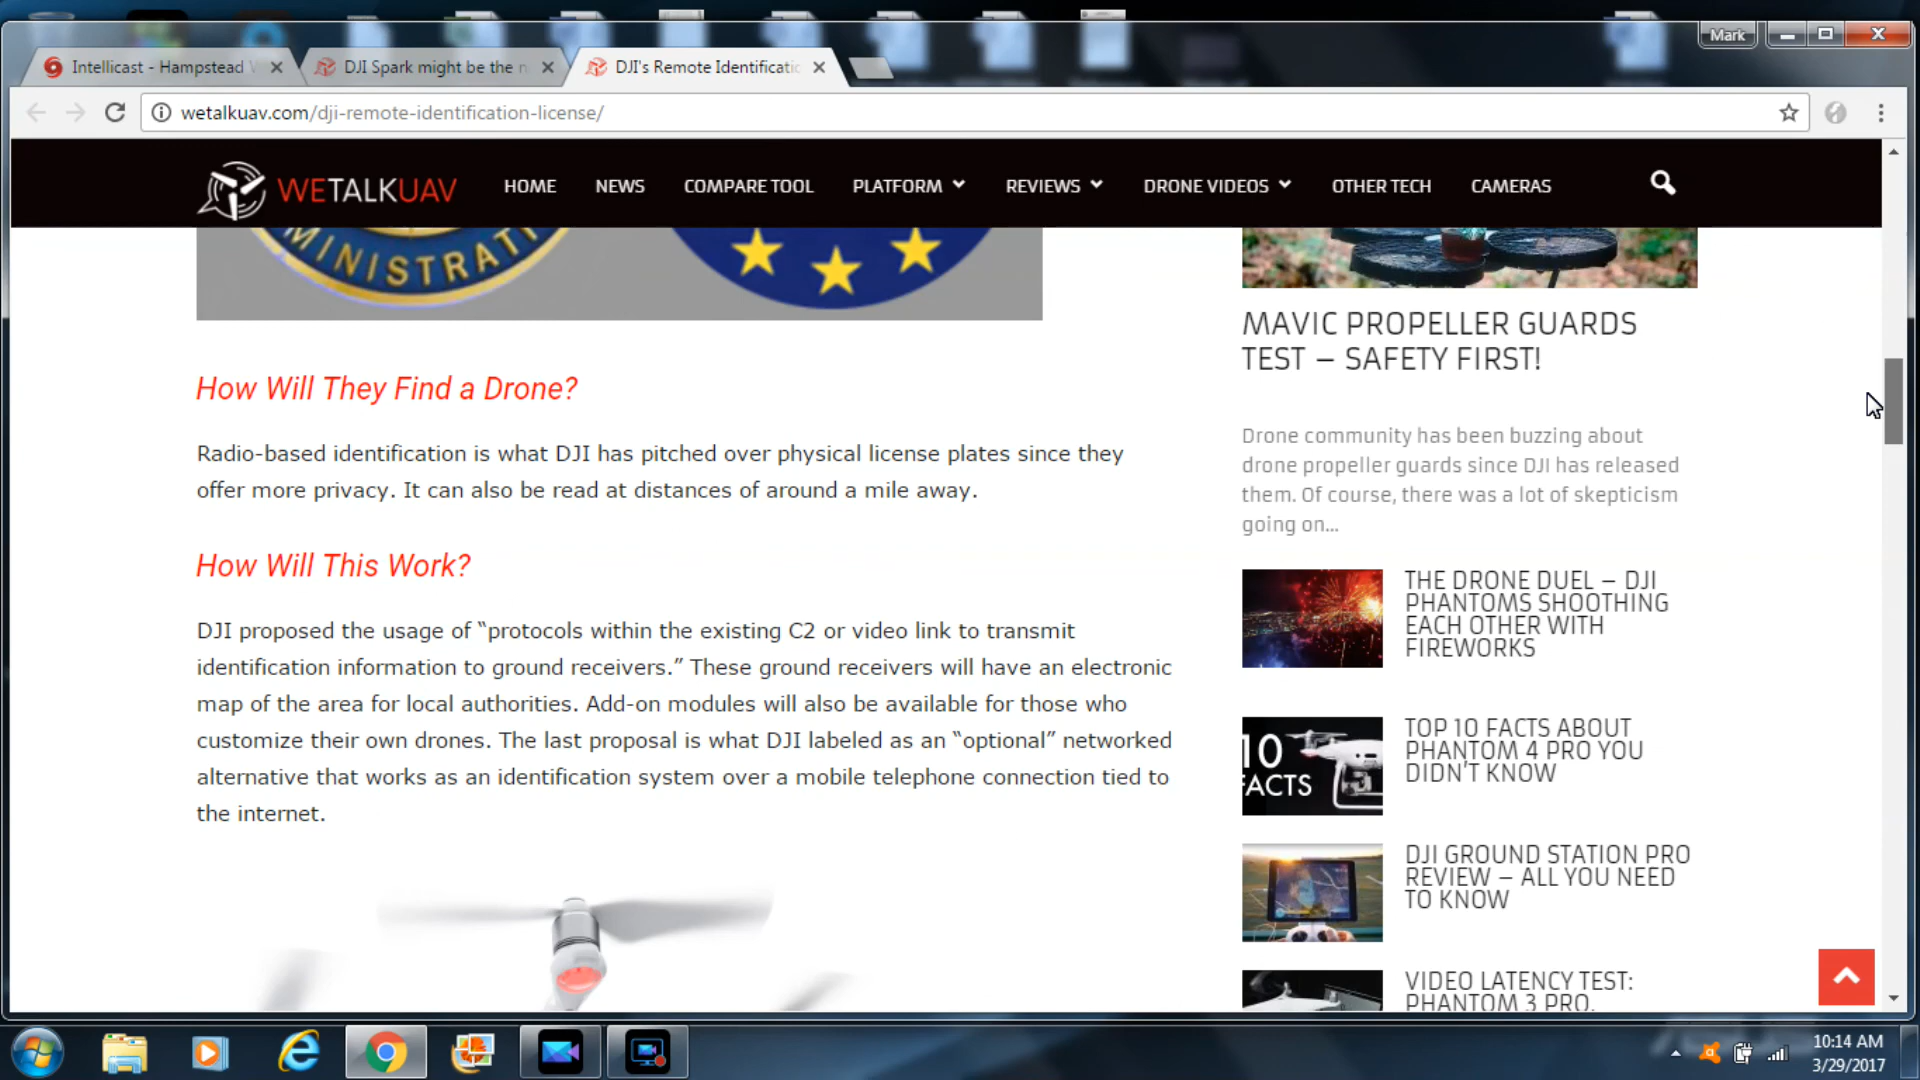 Mark
Intellicast - Hampstead
DJI Spark might be the n
DJI's Remote Identificatio
wetalkuav.com/dji-remote-identification-license/
WETALKUAV
HOME
NEWS
COMPARE TOOL
PLATFORM
REVIEWS
DRONE VIDEOS
OTHER TECH
CAMERAS
MINISTRATI
How Will They Find a Drone?
Radio-based identification is what DJI has pitched over physical license plates since they
offer more privacy. It can also be read at distances of around a mile away.
How Will This Work?
DJI proposed the usage of “protocols within the existing C2 or video link to transmit
identification information to ground receivers.” These ground receivers will have an electronic
map of the area for local authorities. Add-on modules will also be available for those who
customize their own drones. The last proposal is what DJI labeled as an “optional” networked
alternative that works as an identification system over a mobile telephone connection tied to
the internet.
MAVIC PROPELLER GUARDS
TEST – SAFETY FIRST!
Drone community has been buzzing about
drone propeller guards since DJI has released
them. Of course, there was a lot of skepticism
going on...
THE DRONE DUEL – DJI
PHANTOMS SHOOTHING
EACH OTHER WITH
FIREWORKS
10
FACTS
TOP 10 FACTS ABOUT
PHANTOM 4 PRO YOU
DIDN'T KNOW
DJI GROUND STATION PRO
REVIEW – ALL YOU NEED
TO KNOW
VIDEO LATENCY TEST:
PHANTOM 3 PRO,
10:14 AM
3/29/2017